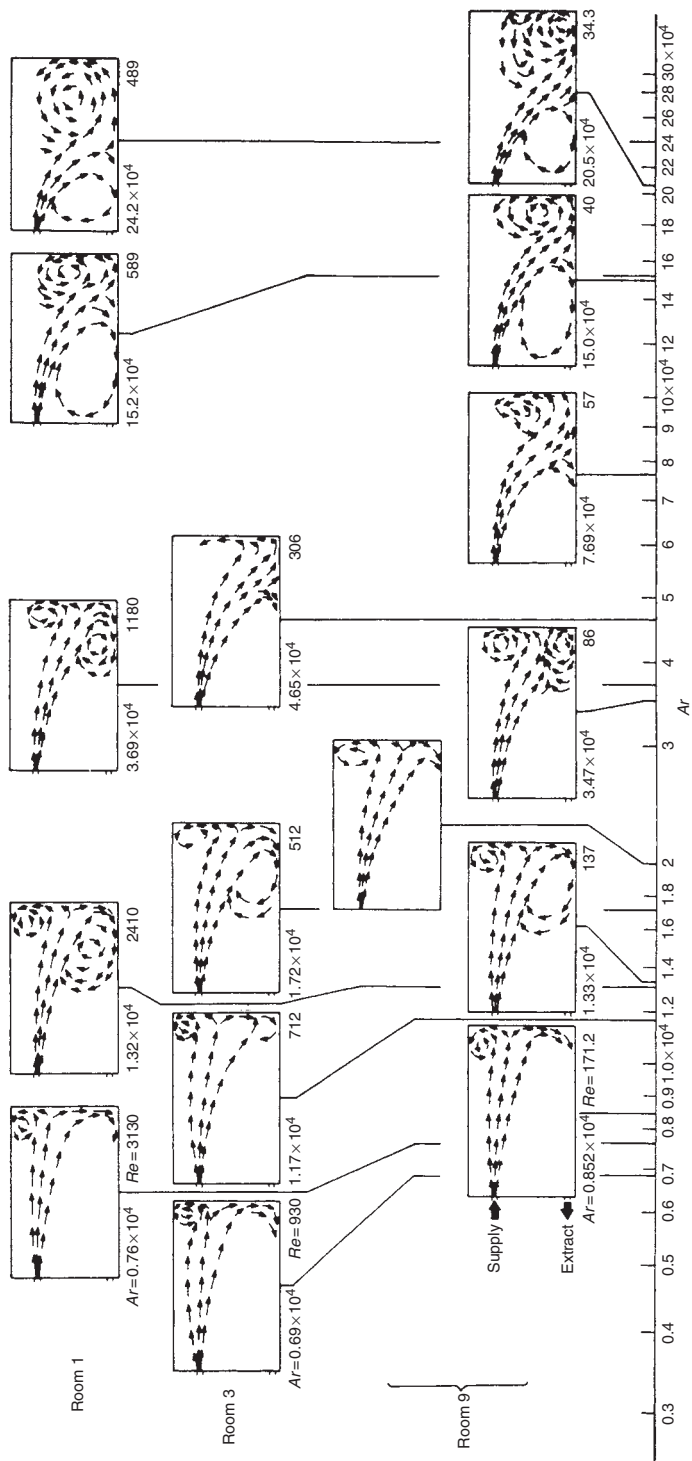 Room 1
Ar=0.76×10⁴ Re=3130
1.32×10⁴ 2410
3.69×10⁴ 1180
15.2×10⁴ 589
24.2×10⁴ 489
Room 3
Ar=0.69×10⁴ Re=930
1.17×10⁴ 712
1.72×10⁴ 512
4.65×10⁴ 306
Room 9
Supply
Extract
Ar=0.852×10⁴ Re=171.2
1.33×10⁴ 137
3.47×10⁴ 86
7.69×10⁴ 57
15.0×10⁴ 40
20.5×10⁴ 34.3
0.3 0.4 0.5 0.6 0.7 0.8 0.9 1.0×10⁴ 1.2 1.4 1.6 1.8 2 3 4 5 6 7 8 9 10×10⁴ 12 14 16 18 20 22 24 26 28 30×10⁴
Ar